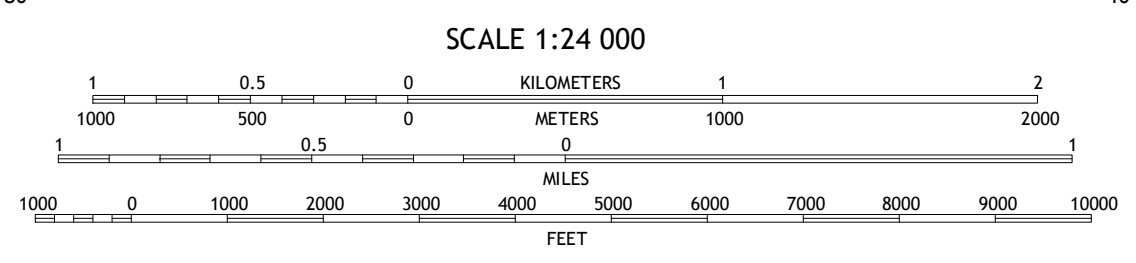 SCALE 1:24 000
1 0.5 0 KILOMETERS 1 2
1000 500 0 METERS 1000 2000
1 0.5 0 1
MILES
1000 0 1000 2000 3000 4000 5000 6000 7000 8000 9000 10000
FEET